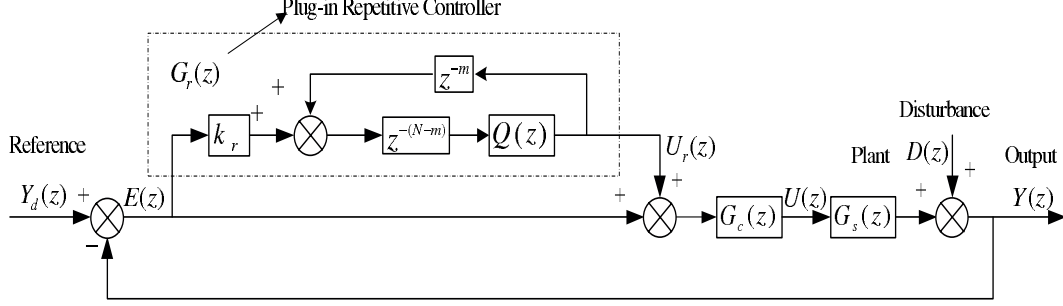 Plug-in Repetitive Controller
G_r(z)
+
z^{-m}
+
k_r
z^{-(N-m)}
Q(z)
U_r(z)
Disturbance
Reference
Plant
D(z)
Output
+
Y_d(z)
+
E(z)
+
+
G_c(z)
U(z)
G_s(z)
+
Y(z)
−